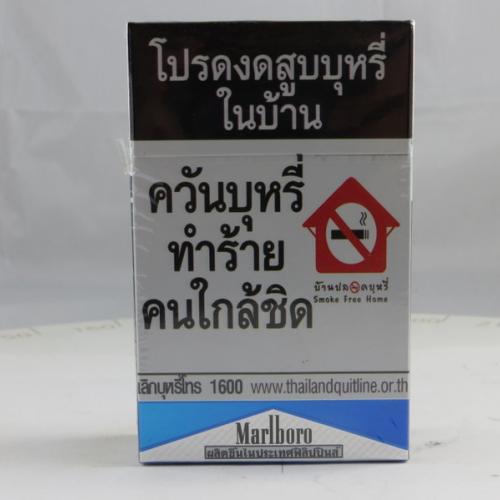 โปรดงดสูบบุหรี่
ในบ้าน
ควันบุหรี่
ทำร้าย
คนใกล้ชิด
บ้านปลอดบุหรี่
Smoke Free Home
เลิกบุหรี่โทร 1600 www.thailandquitline.or.th
Marlboro
ผลิตขึ้นในประเทศฟิลิปปินส์